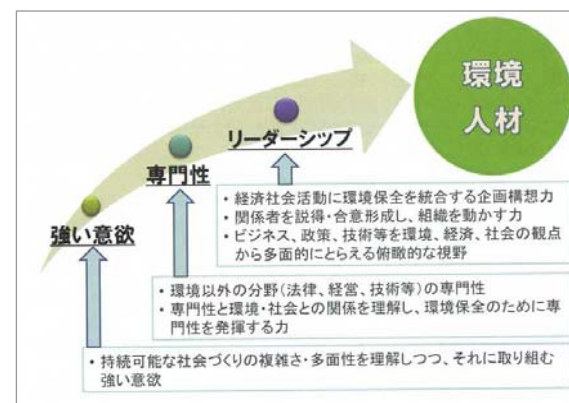 環境
人材
リーダーシップ
・経済社会活動に環境保全を統合する企画構想力
・関係者を説得・合意形成し、組織を動かす力
・ビジネス、政策、技術等を環境、経済、社会の観点
から多面的にとらえる俯瞰的な視野
専門性
・環境以外の分野(法律、経営、技術等)の専門性
・専門性と環境・社会との関係を理解し、環境保全のために専
門性を発揮する力
強い意欲
・持続可能な社会づくりの複雑さ・多面性を理解しつつ、それに取り組む
強い意欲